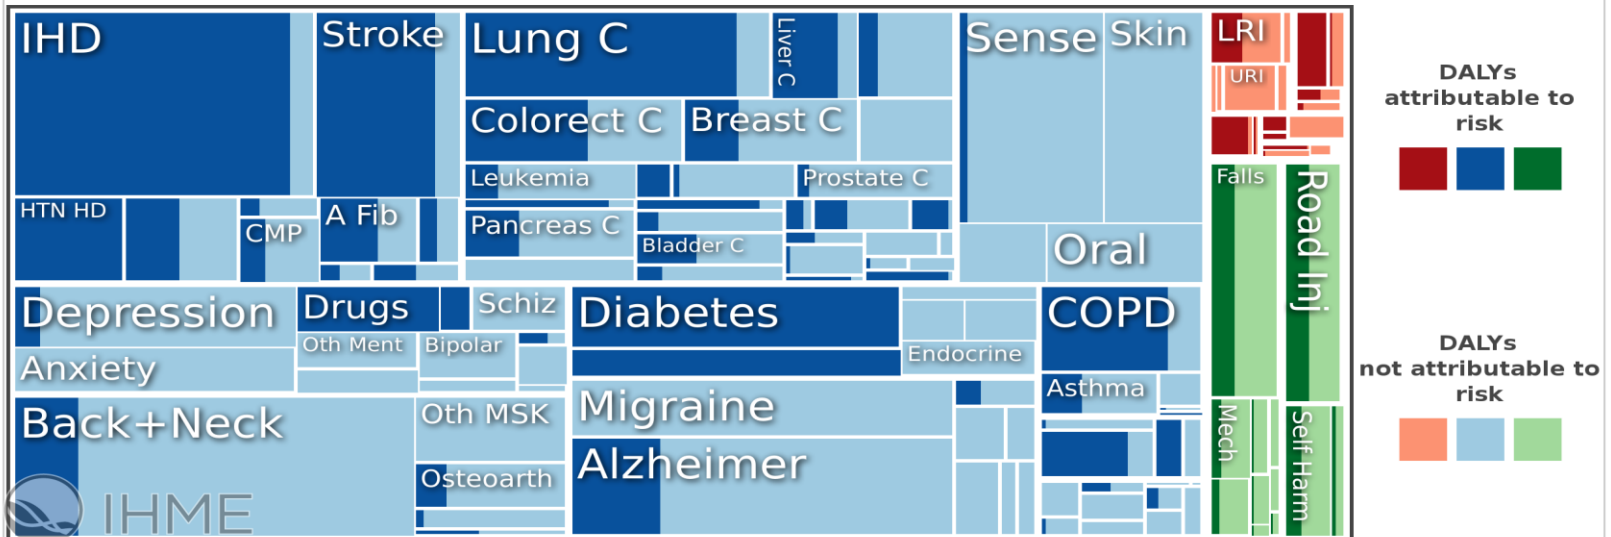 IHD
Stroke
Lung C
Liver C
Sense
Skin
LRI
URI
Colorect C
Breast C
Leukemia
Prostate C
HTN HD
CMP
A Fib
Pancreas C
Bladder C
Oral
Falls
Road Inj
Depression
Drugs
Schiz
Diabetes
COPD
Oth Ment
Bipolar
Endocrine
Anxiety
Asthma
Back+Neck
Oth MSK
Migraine
Mech
Self Harm
Osteoarth
Alzheimer
IHME
DALYs
attributable to
risk
DALYs
not attributable to
risk